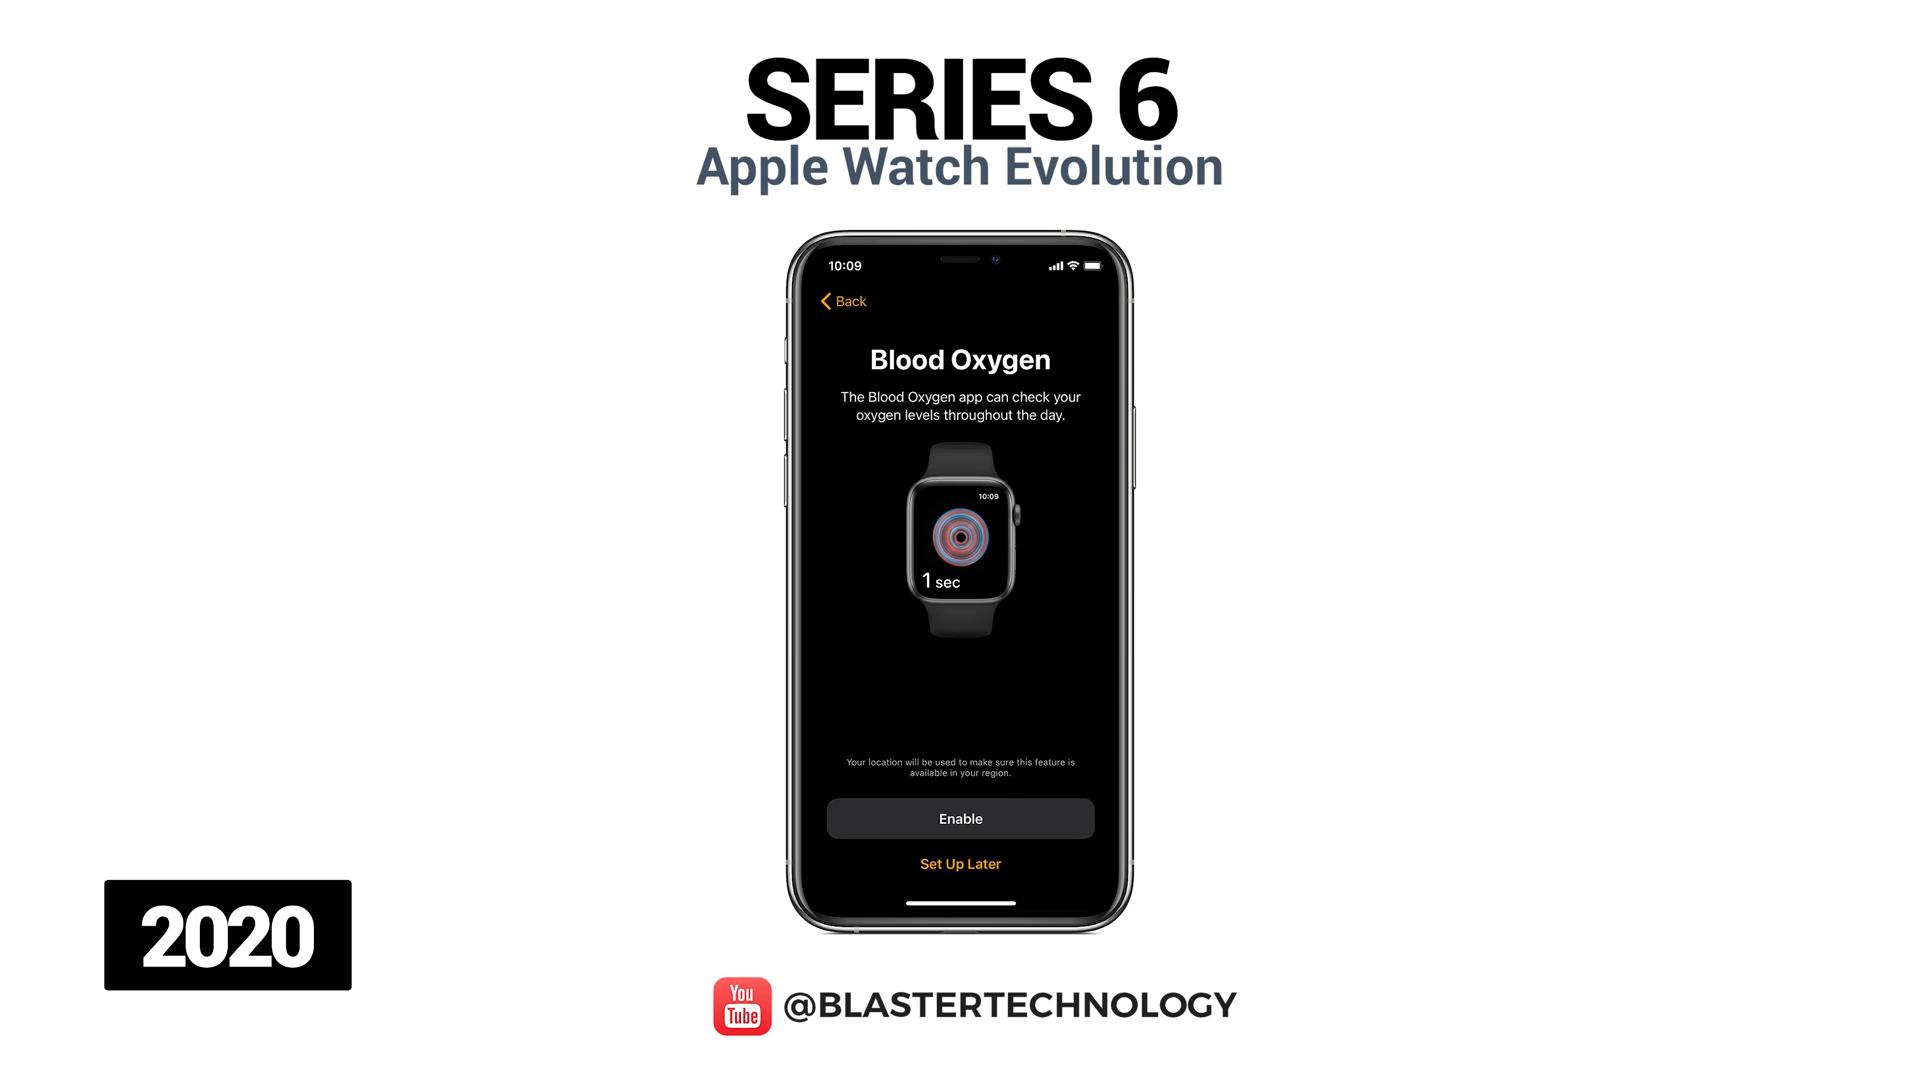 SERIES 6
Apple Watch Evolution
10:09
Back
Blood Oxygen
The Blood Oxygen app can check your
oxygen levels throughout the day.
10:09
1 sec
Your location will be used to make sure this feature is
available in your region.
Enable
Set Up Later
2020
You
Tube
@BLASTERTECHNOLOGY